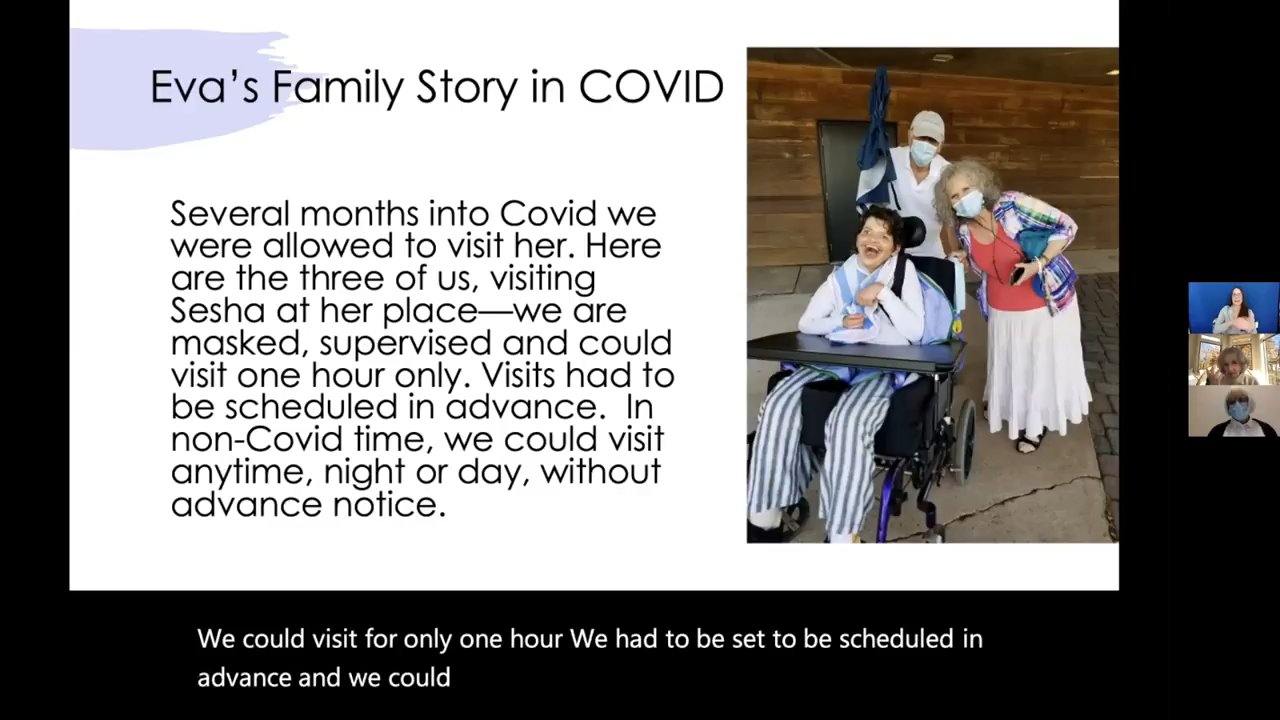 Eva’s Family Story in COVID
Several months into Covid we
were allowed to visit her. Here
are the three of us, visiting
Sesha at her place—we are
masked, supervised and could
visit one hour only. Visits had to
be scheduled in advance.  In
non-Covid time, we could visit
anytime, night or day, without
advance notice.
We could visit for only one hour We had to be set to be scheduled in
advance and we could